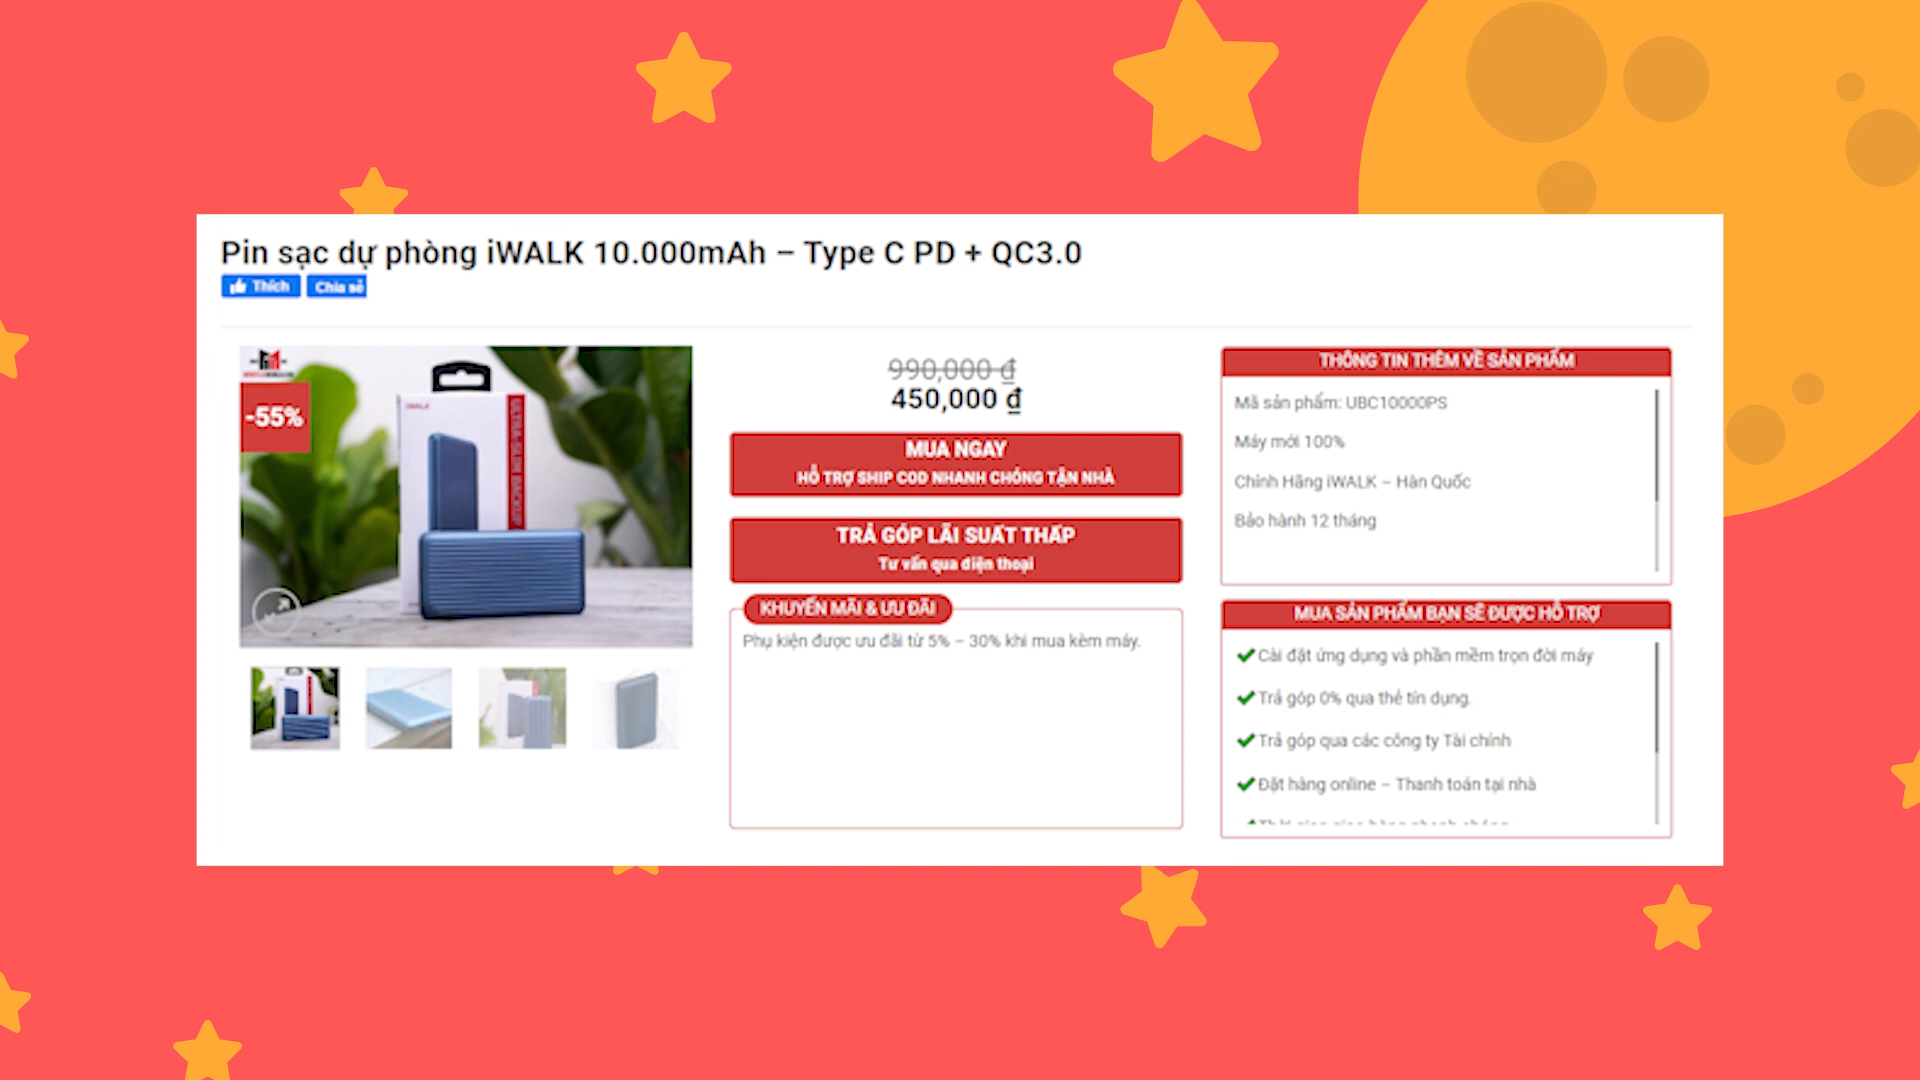 Pin sạc dự phòng iWALK 10.000mAh – Type C PD + QC3.0
Thích
Chia sẻ
-55%
iWALK
990,000 ₫
450,000 ₫
MUA NGAY
HỖ TRỢ SHIP COD NHANH CHÓNG TẬN NHÀ
TRẢ GÓP LÃI SUẤT THẤP
Tư vấn qua điện thoại
KHUYẾN MÃI & ƯU ĐÃI
Phụ kiện được ưu đãi từ 5% – 30% khi mua kèm máy.
THÔNG TIN THÊM VỀ SẢN PHẨM
Mã sản phẩm: UBC10000PS
Máy mới 100%
Chính Hãng iWALK – Hàn Quốc
Bảo hành 12 tháng
MUA SẢN PHẨM BẠN SẼ ĐƯỢC HỖ TRỢ
Cài đặt ứng dụng và phần mềm trọn đời máy
Trả góp 0% qua thẻ tín dụng.
Trả góp qua các công ty Tài chính
Đặt hàng online – Thanh toán tại nhà